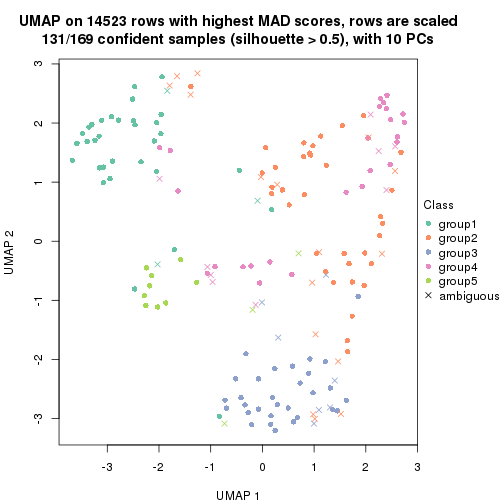 UMAP on 14523 rows with highest MAD scores, rows are scaled
131/169 confident samples (silhouette > 0.5), with 10 PCs
3
2
1
0
-1
-2
-3
UMAP 2
-3 -2 -1 0 1 2 3
UMAP 1
Class
group1
group2
group3
group4
group5
ambiguous